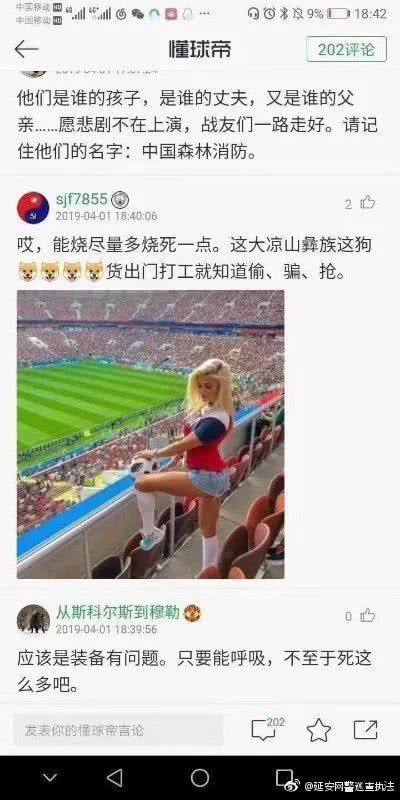 中国移动 HD 4G 4G 9% 18:42
中国移动 HD
懂球帝 202评论
他们是谁的孩子，是谁的丈夫，又是谁的父
亲……愿悲剧不在上演，战友们一路走好。请记
住他们的名字：中国森林消防。
sjf7855 2
2019-04-01 18:40:06
哎，能烧尽量多烧死一点。这大凉山彝族这狗
货出门打工就知道偷、骗、抢。
从斯科尔斯到穆勒 0
2019-04-01 18:39:56
应该是装备有问题。只要能呼吸，不至于死这
么多吧。
发表你的懂球帝言论 202
@延安网警巡查执法